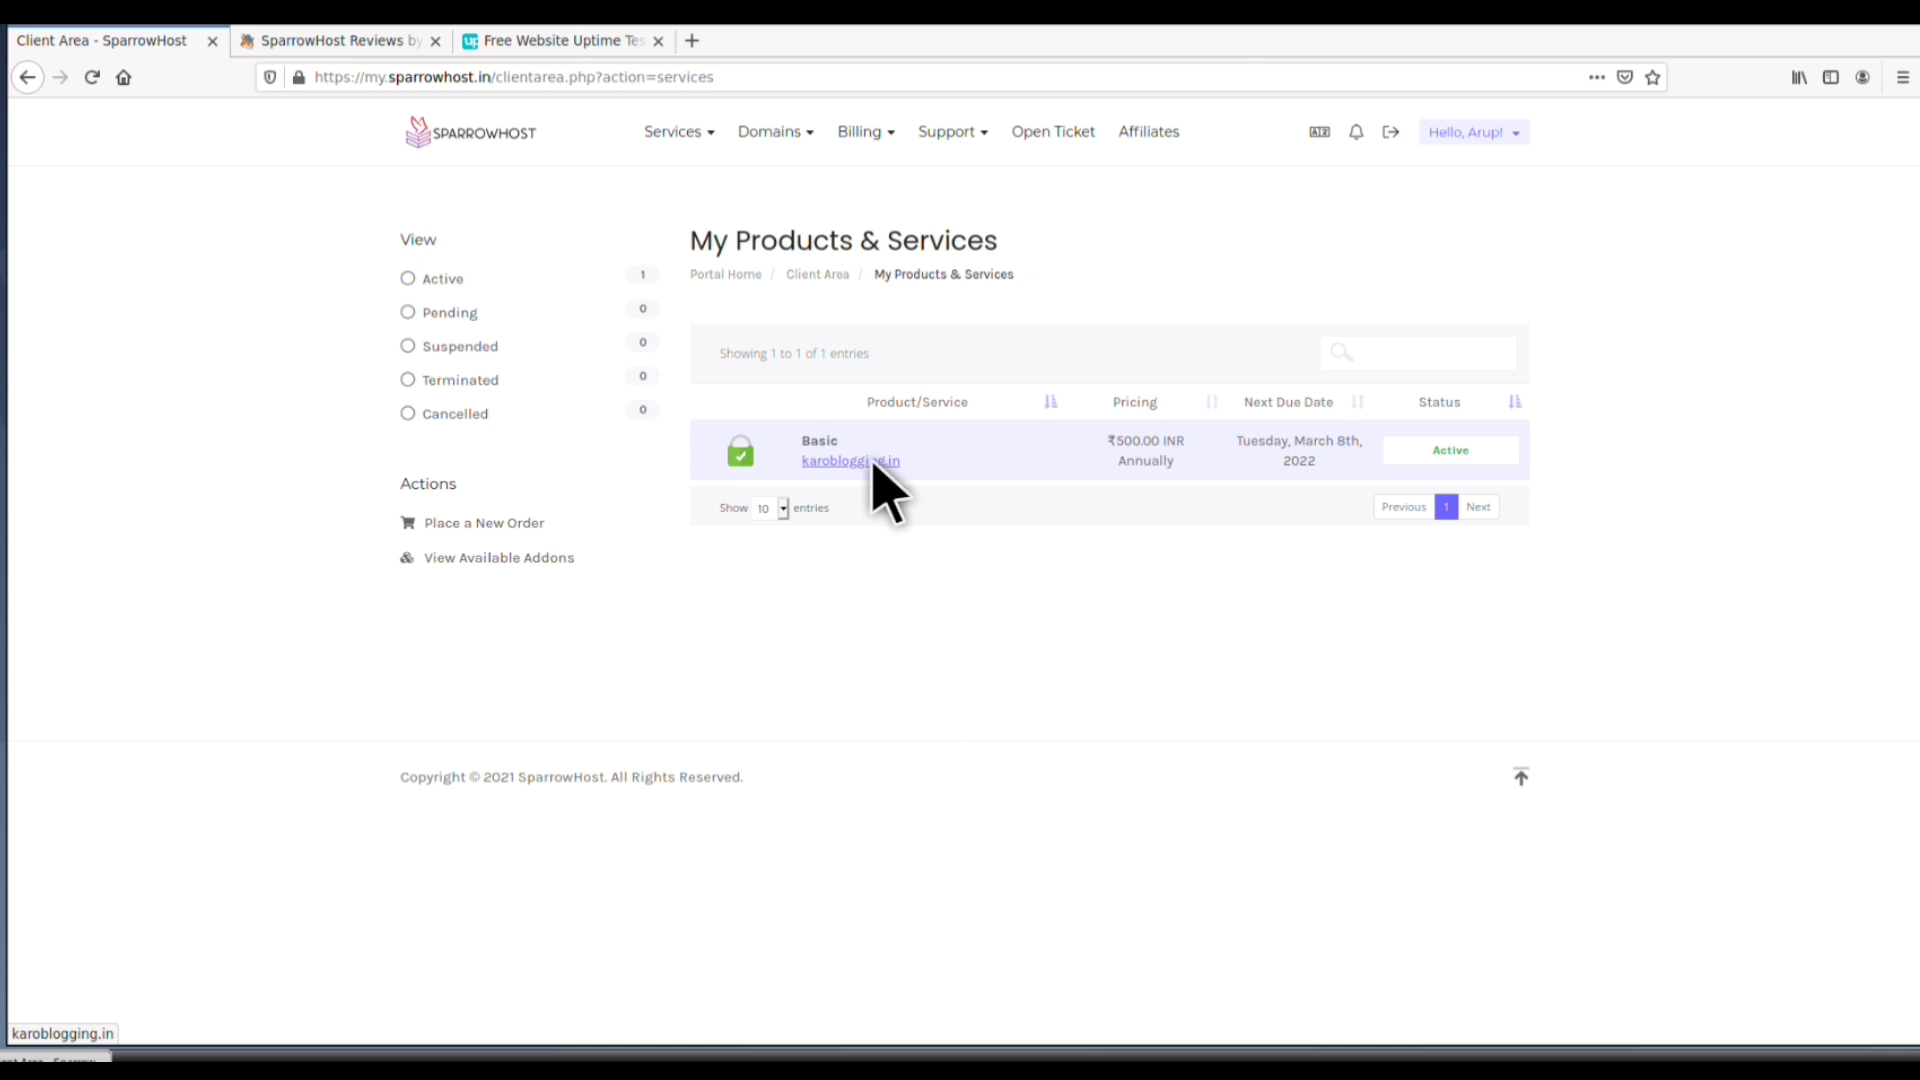 Client Area - SparrowHost
SparrowHost Reviews by
Free Website Uptime Tes
https://my.sparrowhost.in/clientarea.php?action=services
SPARROWHOST
Services
Domains
Billing
Support
Open Ticket
Affiliates
Hello, Arup!
View
Active 1
Pending 0
Suspended 0
Terminated 0
Cancelled 0
Actions
Place a New Order
View Available Addons
My Products & Services
Portal Home / Client Area / My Products & Services
Showing 1 to 1 of 1 entries
Product/Service Pricing Next Due Date Status
Basic
karoblogging.in
₹500.00 INR
Annually
Tuesday, March 8th,
2022
Active
Show 10 entries
Previous 1 Next
Copyright © 2021 SparrowHost. All Rights Reserved.
karoblogging.in